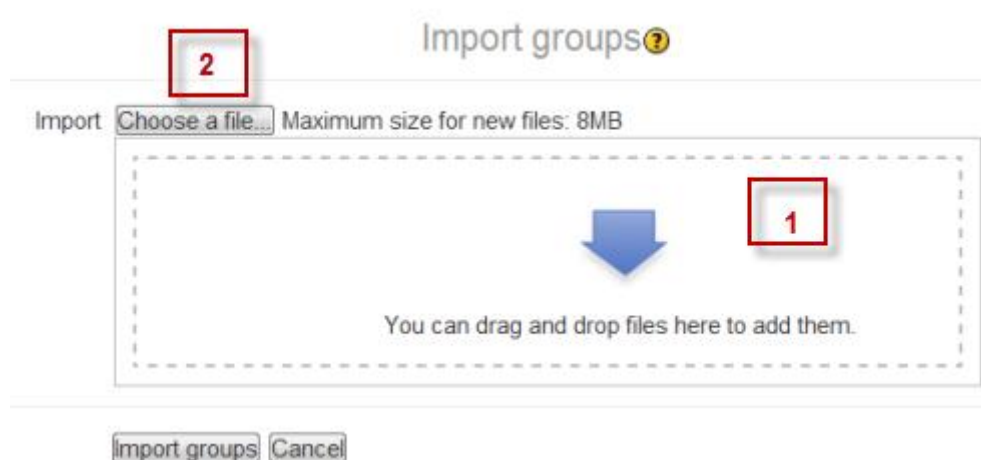 Import groups
2
Import Choose a file... Maximum size for new files: 8MB
1
You can drag and drop files here to add them.
Import groups Cancel